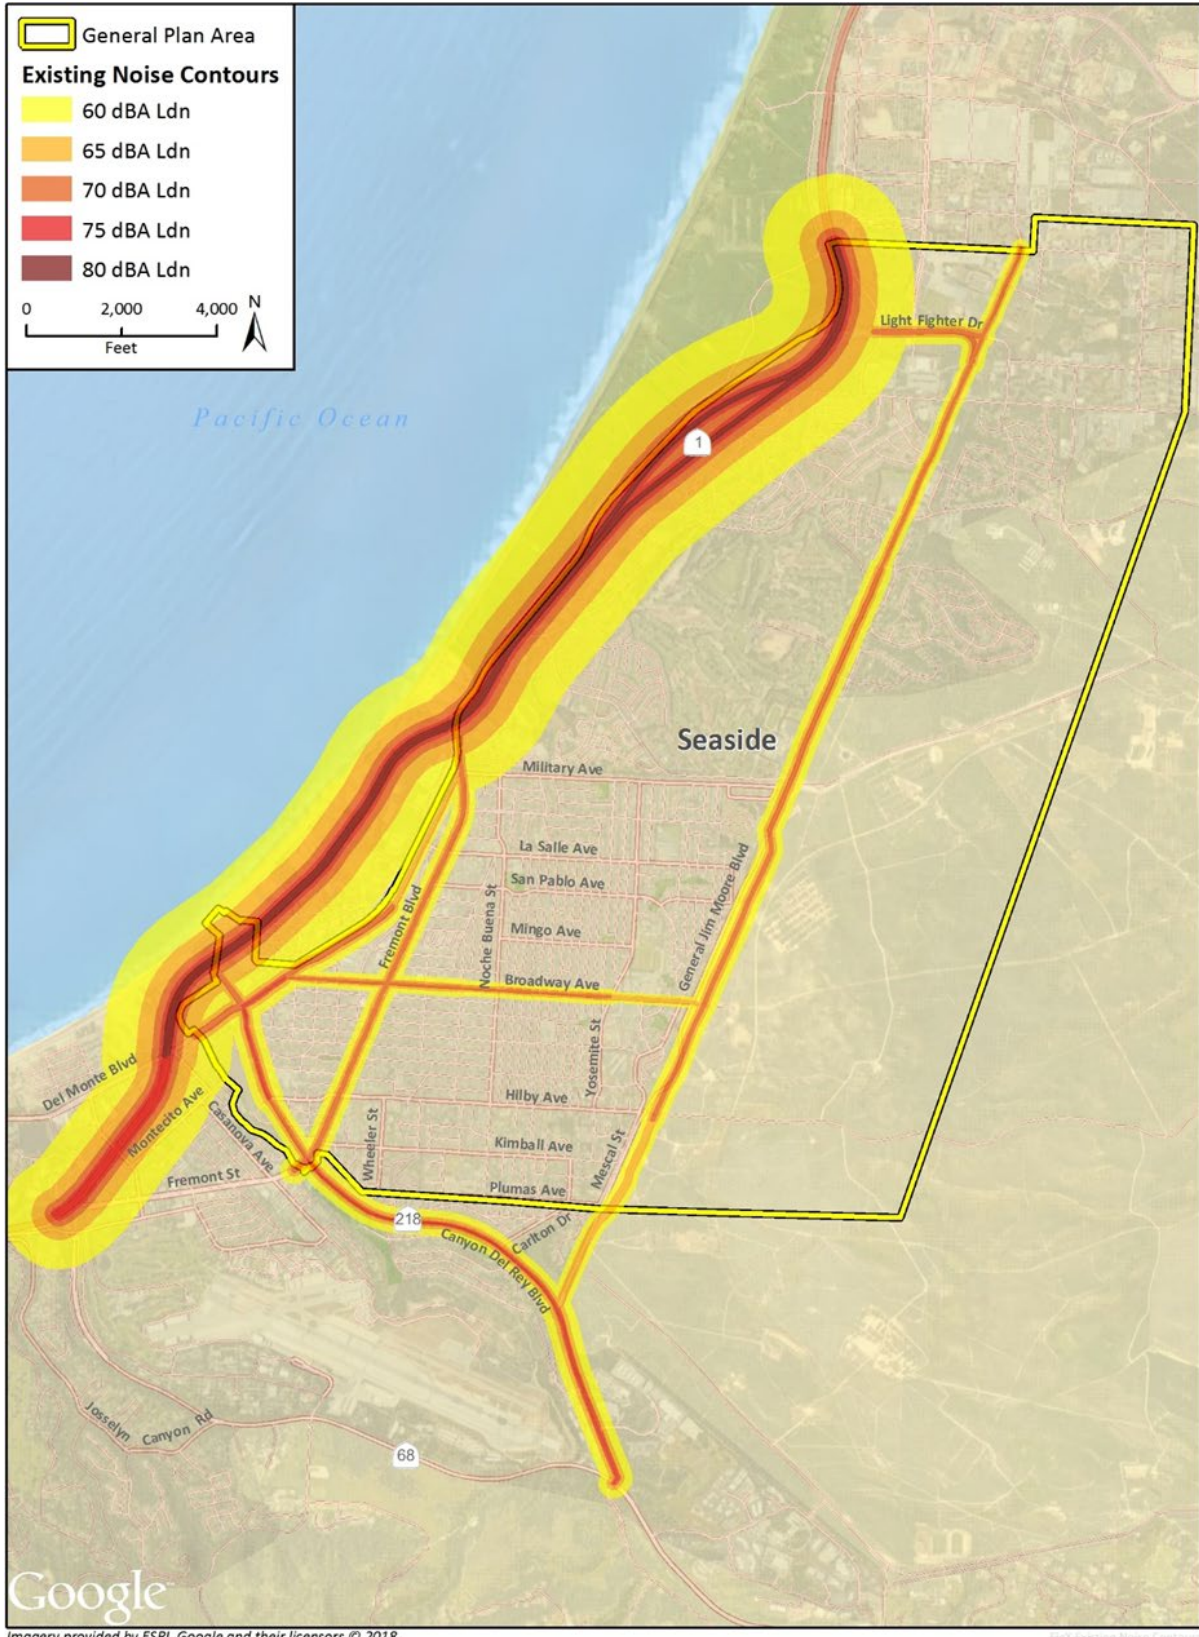 General Plan Area
Existing Noise Contours
60 dBA Ldn
65 dBA Ldn
70 dBA Ldn
75 dBA Ldn
80 dBA Ldn
0 2,000 4,000 N
Feet
Light Fighter Dr
Pacific Ocean
1
Seaside
Military Ave
La Salle Ave
San Pablo Ave
Mingo Ave
Fremont Blvd
Noche Buena St
General Jim Moore Blvd
Broadway Ave
Yosemite St
Del Monte Blvd
Montecito Ave
Casanova Ave
Hilby Ave
Wheeler St
Kimball Ave
Mescal St
Fremont St
Plumas Ave
218
Canyon Del Rey Blvd
Carlton Dr
Josselyn Canyon Rd
68
Google
Imagery provided by ESRI, Google and their licensors © 2018